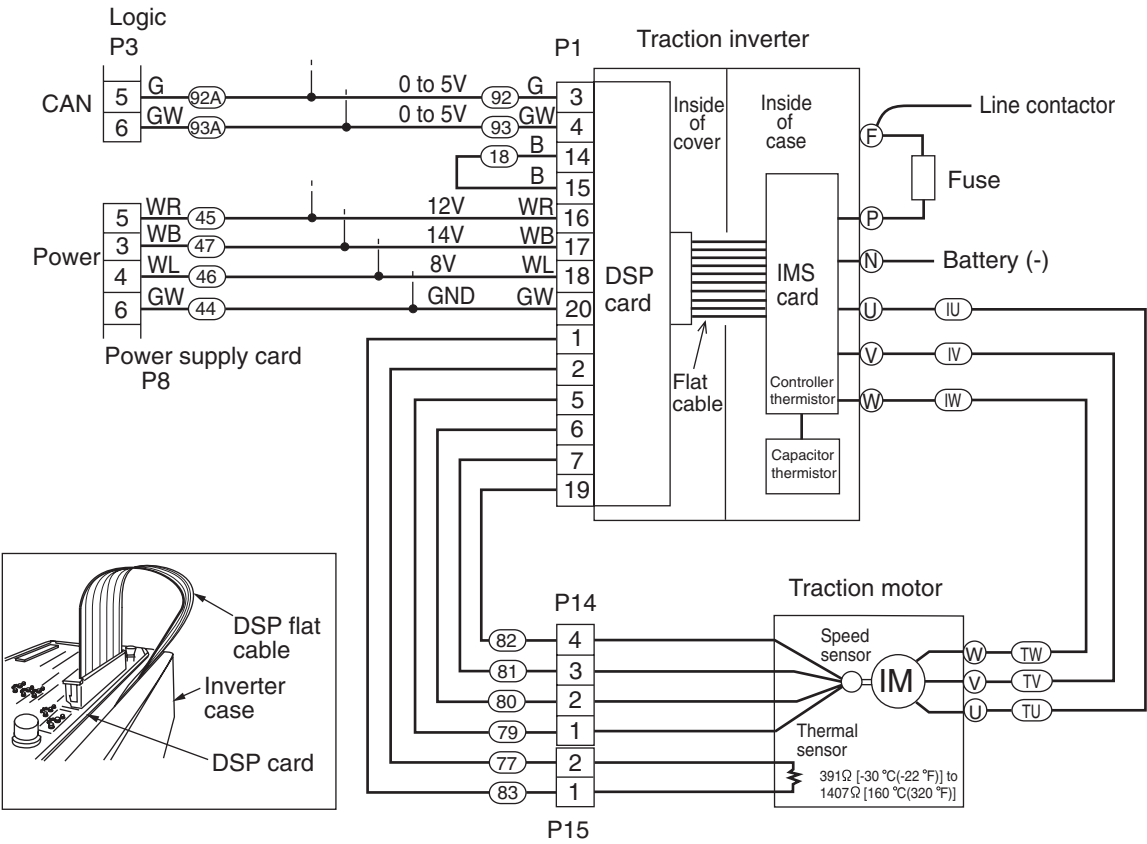 Logic
P3
P1
Traction inverter
CAN
5 G 92A 0 to 5V 92 G 3
6 GW 93A 0 to 5V 93 GW 4
18 B 14
B 15
Power
5 WR 45 12V WR 16
3 WB 47 14V WB 17
4 WL 46 8V WL 18
6 GW 44 GND GW 20
Power supply card
P8
1
2
5
6
7
19
DSP
card
Inside
of
cover
Inside
of
case
IMS
card
Flat
cable
Controller
thermistor
Capacitor
thermistor
F
Line contactor
Fuse
P
N Battery (-)
U IU
V IV
W IW
DSP flat
cable
Inverter
case
DSP card
P14
82 4
81 3
80 2
79 1
77 2
83 1
P15
Traction motor
Speed
sensor
IM
W TW
V TV
U TU
Thermal
sensor
391Ω [-30 °C(-22 °F)] to
1407Ω [160 °C(320 °F)]